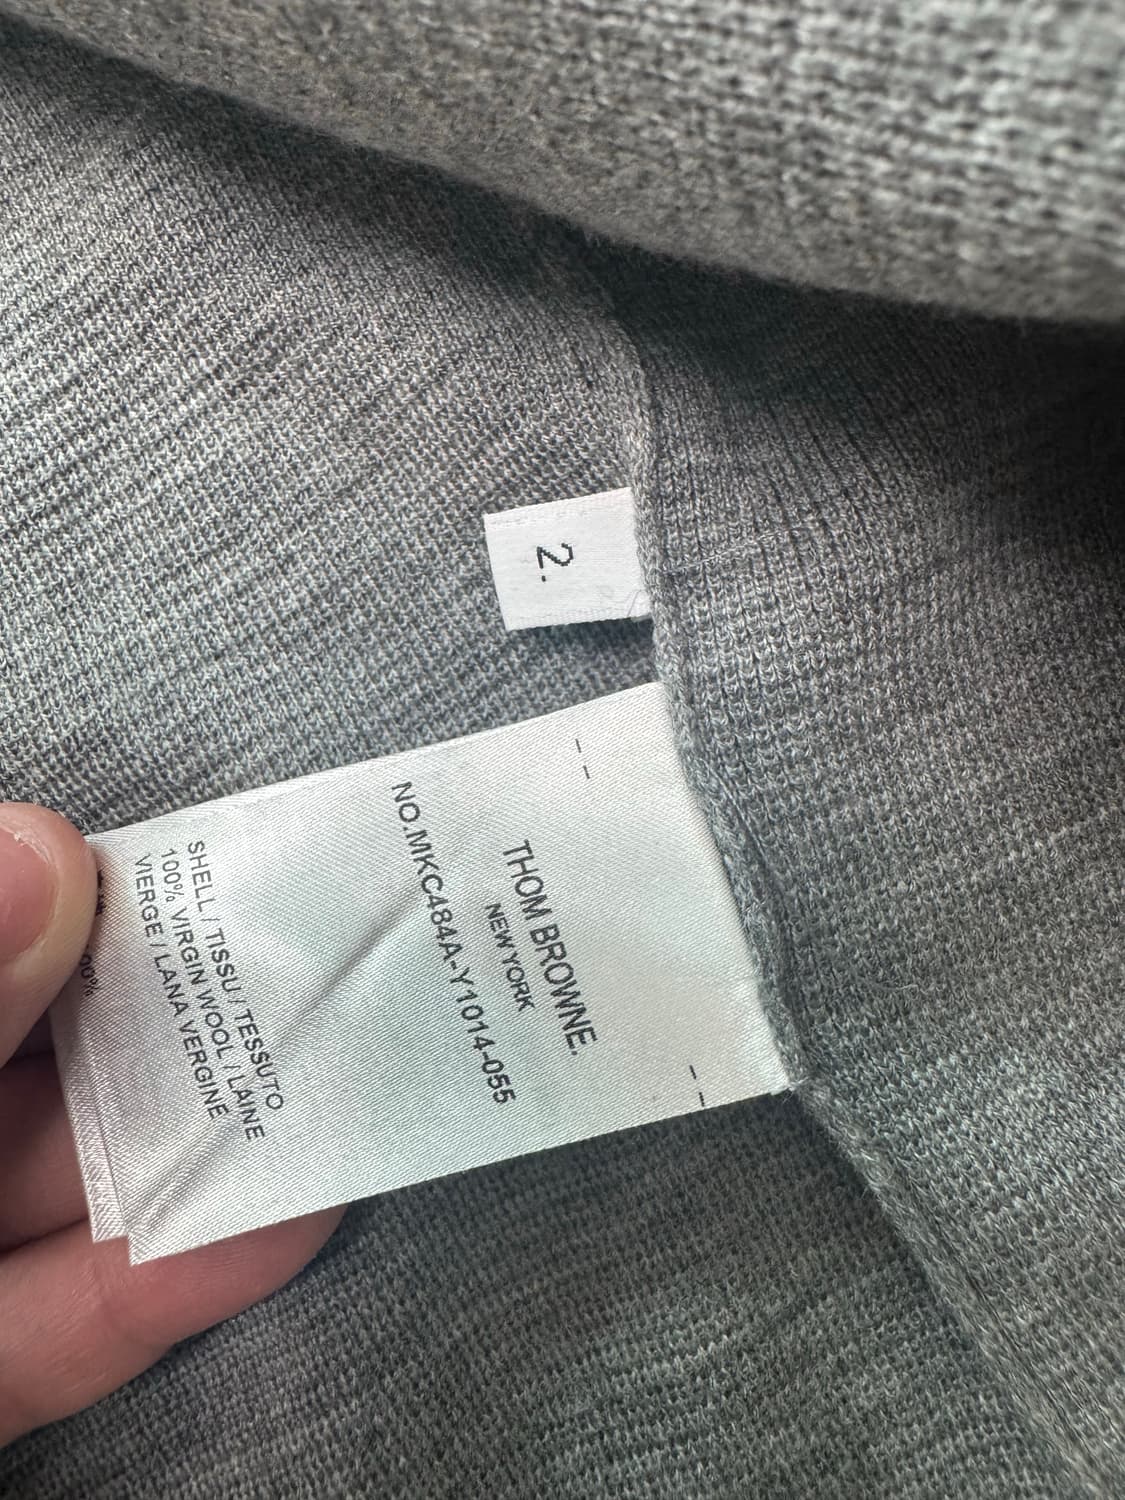 2.
THOM BROWNE.
NEW YORK
NO.MKC484A-Y1014-055
SHELL / TISSU / TESSUTO
100% VIRGIN WOOL / LAINE
VIERGE / LANA VERGINE